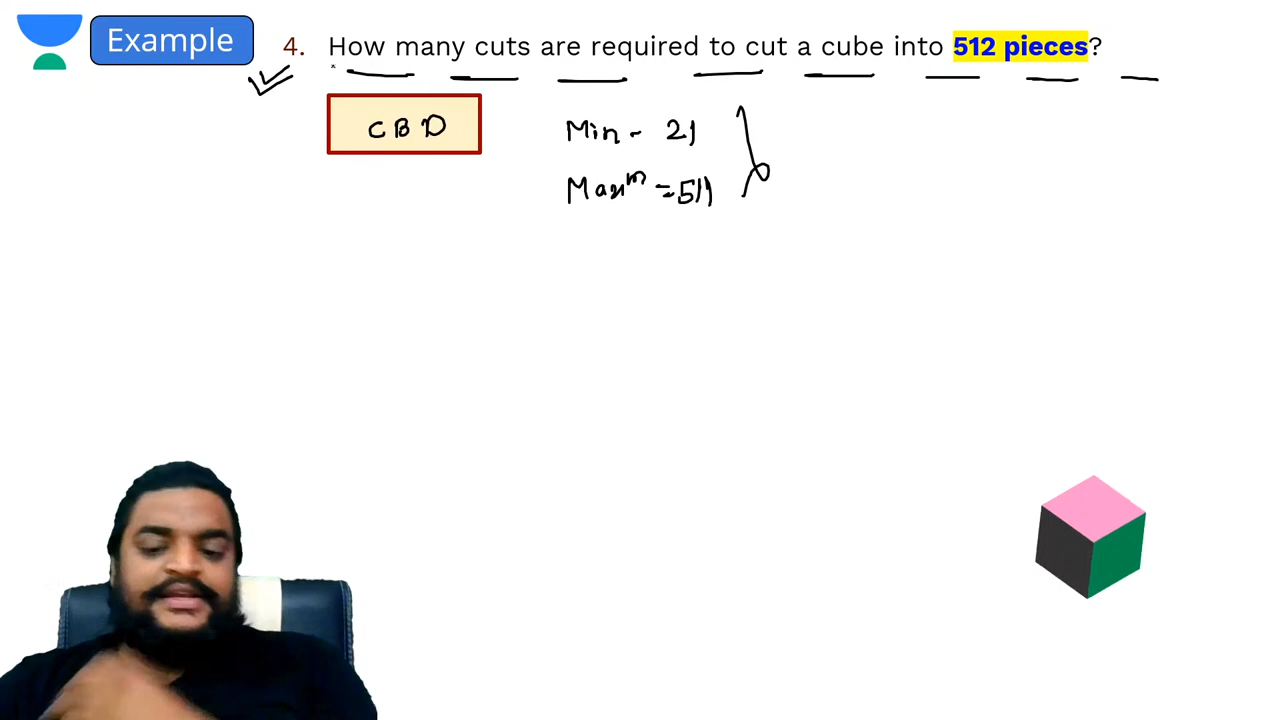 Example
4. How many cuts are required to cut a cube into 512 pieces?
CBD
Min - 21
Maxm = 511